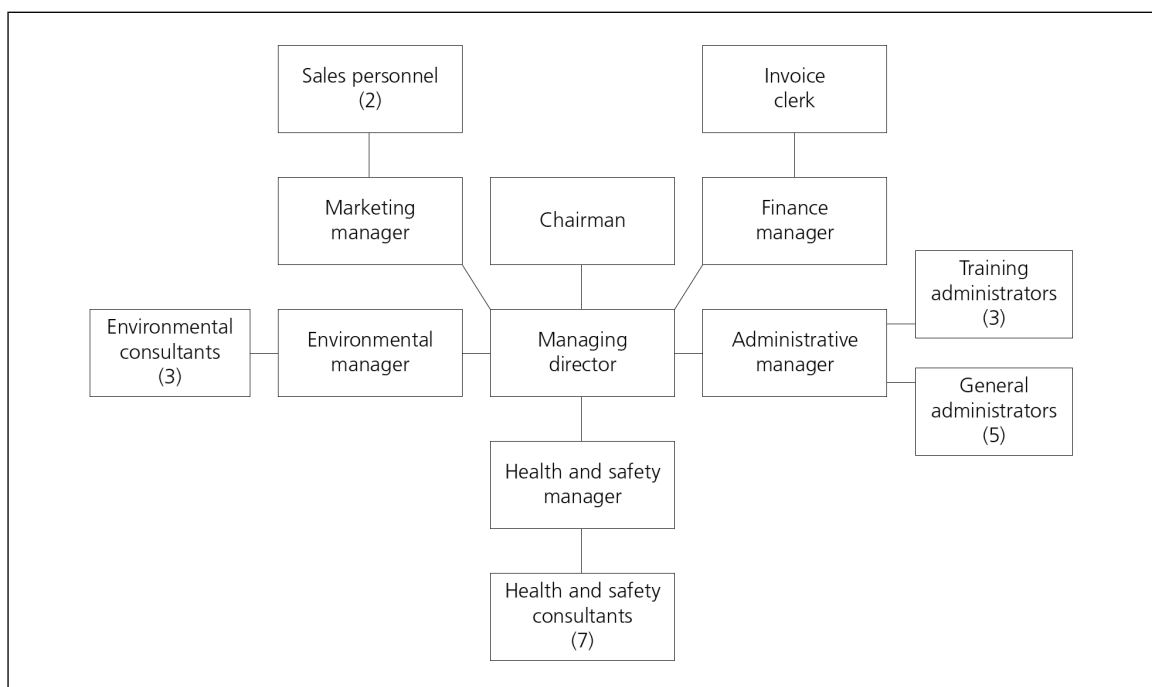 Sales personnel
(2)
Invoice
clerk
Marketing
manager
Chairman
Finance
manager
Training
administrators
(3)
Environmental
consultants
(3)
Environmental
manager
Managing
director
Administrative
manager
General
administrators
(5)
Health and safety
manager
Health and safety
consultants
(7)